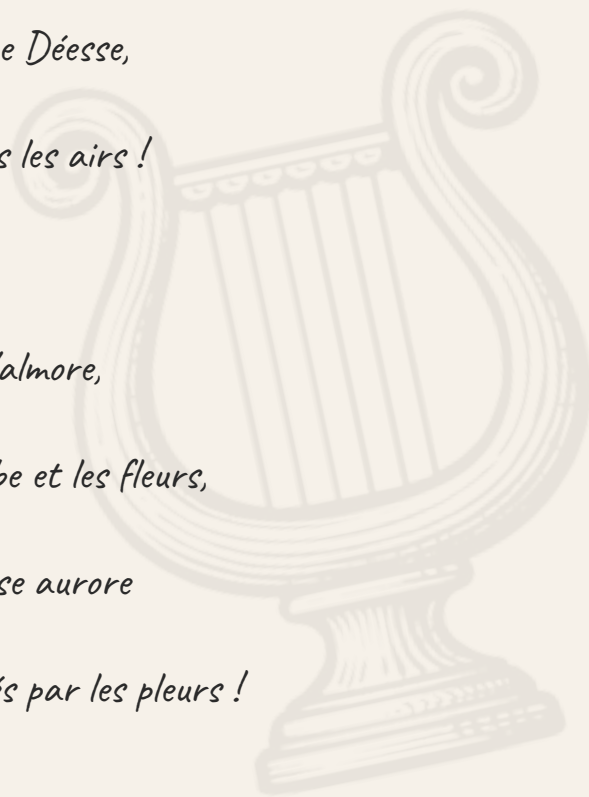 e Déesse,
s les airs !
almore,
be et les fleurs,
se aurore
és par les pleurs !